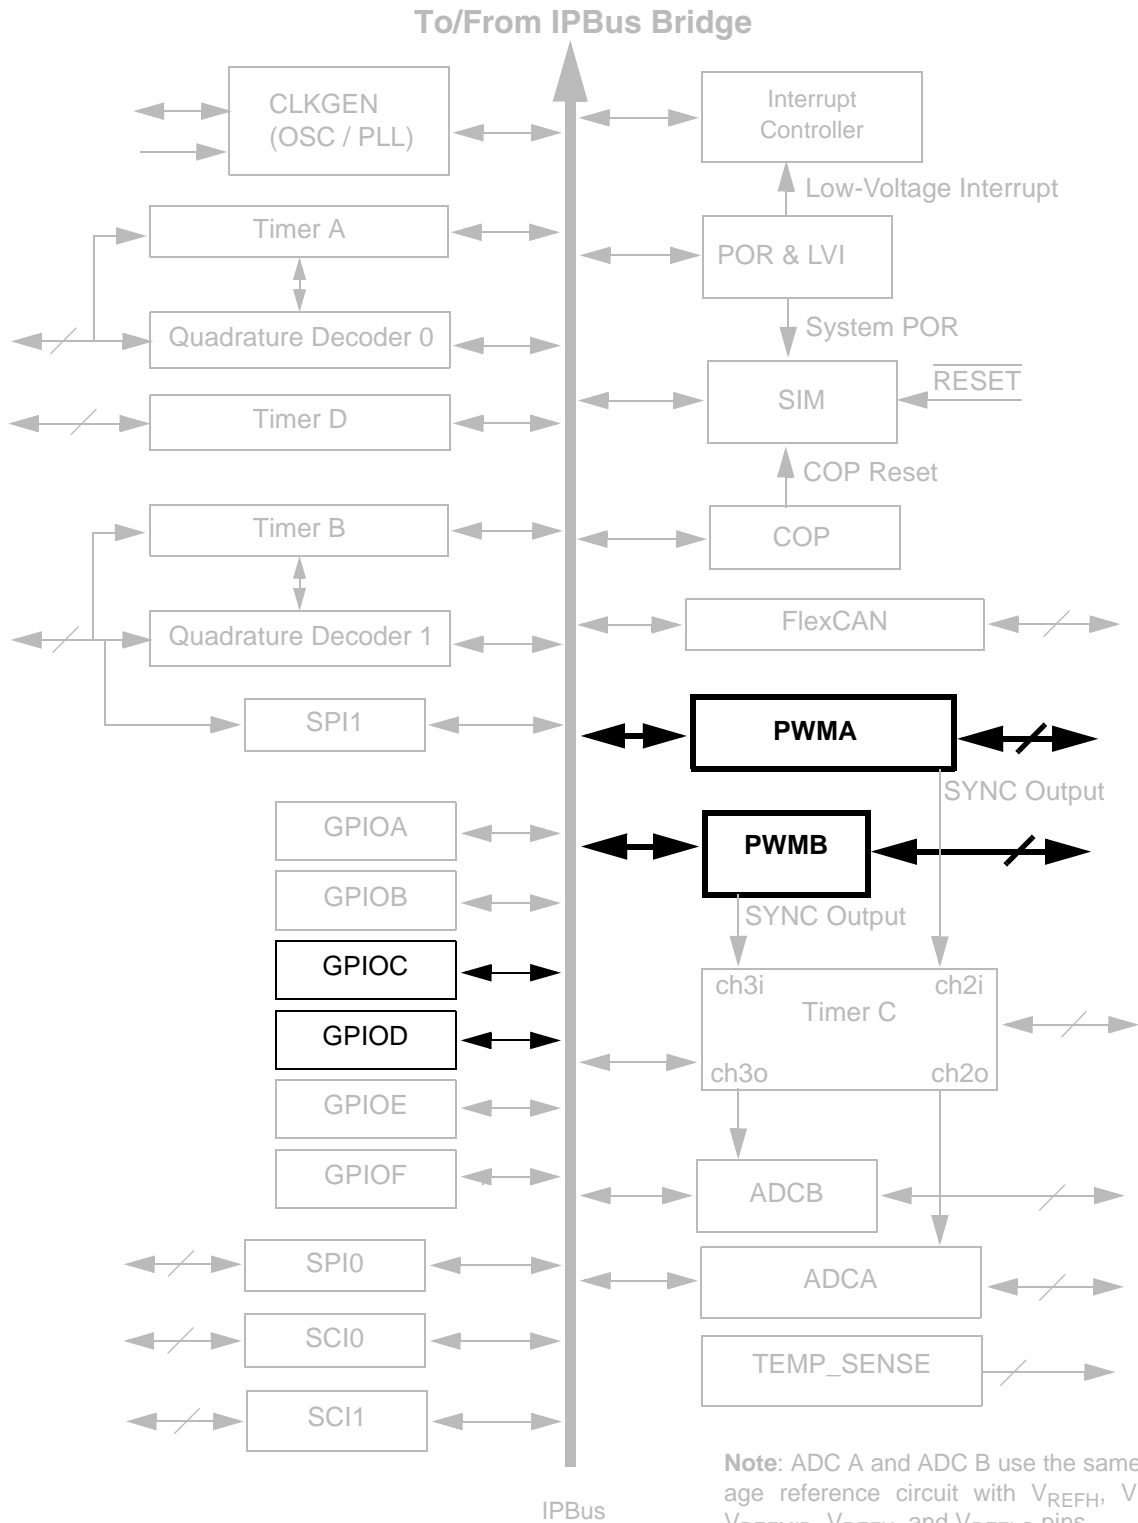 To/From IPBus Bridge
CLKGEN
(OSC / PLL)
Interrupt
Controller
Low-Voltage Interrupt
Timer A
POR & LVI
System POR
Quadrature Decoder 0
RESET
SIM
Timer D
COP Reset
Timer B
COP
FlexCAN
Quadrature Decoder 1
SPI1
PWMA
SYNC Output
GPIOA
PWMB
GPIOB
SYNC Output
GPIOC
ch3i
ch2i
Timer C
GPIOD
ch3o
ch2o
GPIOE
GPIOF
ADCB
SPI0
ADCA
SCI0
TEMP_SENSE
SCI1
Note: ADC A and ADC B use the same
age reference circuit with VREFH, V
and pins
IPBus